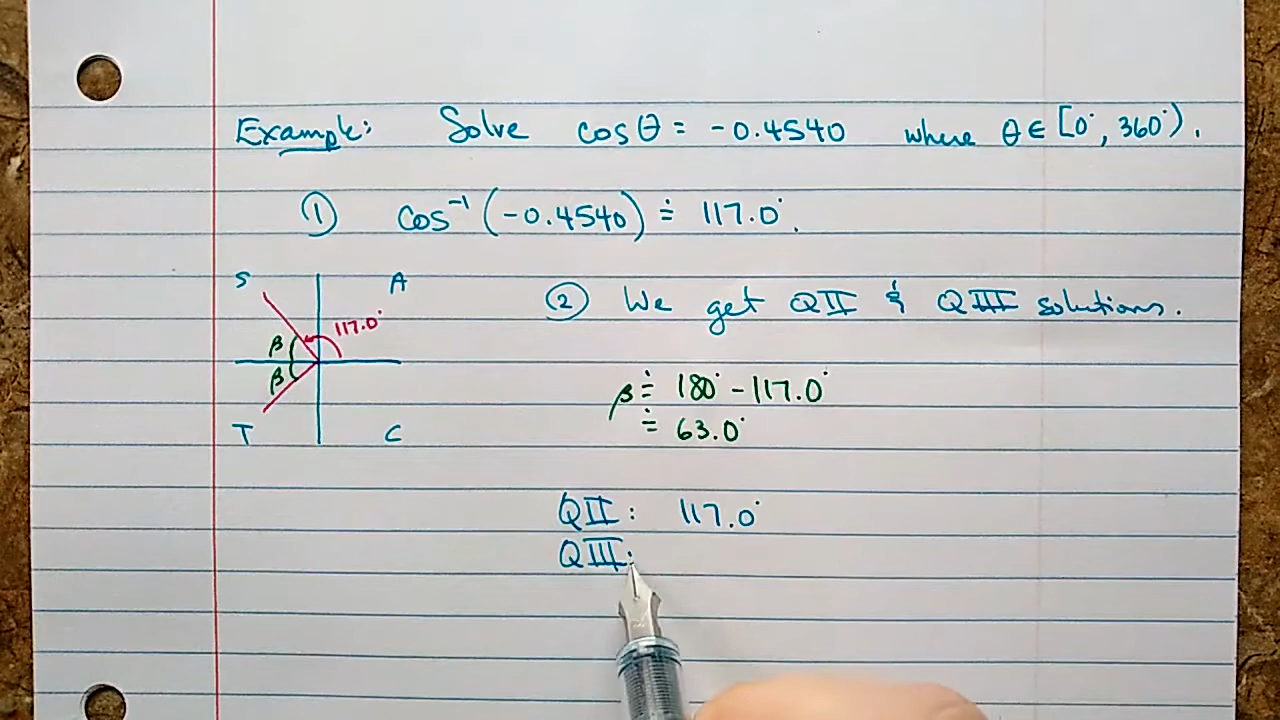 Example: Solve cosθ = -0.4540 where θ ∈ [0°, 360°).
① cos⁻¹(-0.4540) ≐ 117.0°.
S A
117.0°
β
β
T C
② We get QII & QIII solutions.
β ≐ 180° - 117.0°
≐ 63.0°
QII: 117.0°
QIII: